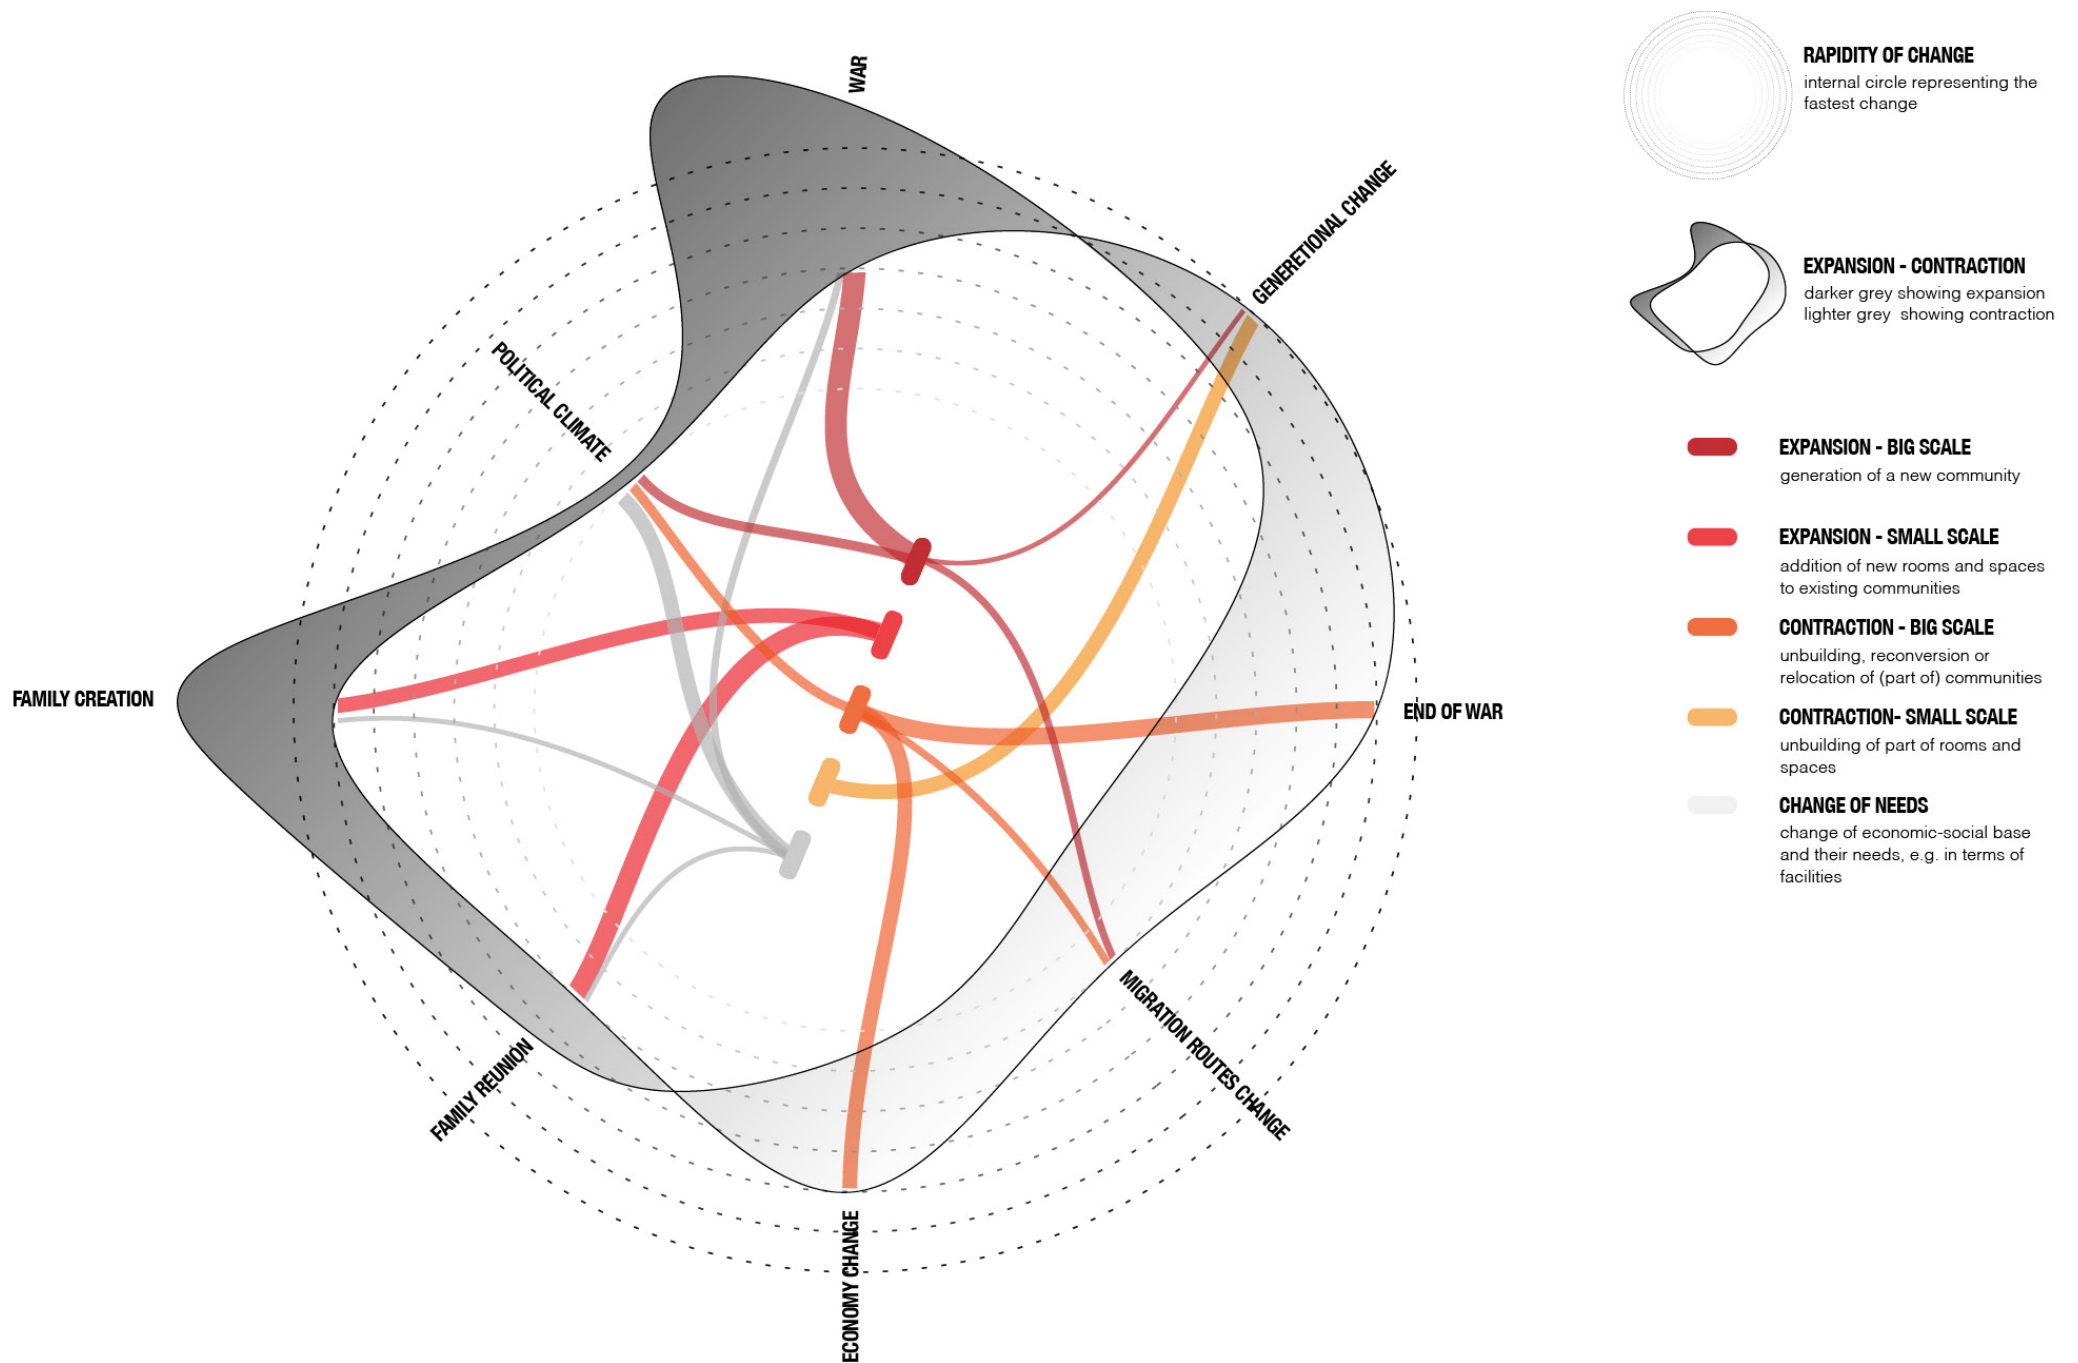 WAR
GENERETIONAL CHANGE
POLITICAL CLIMATE
FAMILY CREATION
END OF WAR
FAMILY REUNION
MIGRATION ROUTES CHANGE
ECONOMY CHANGE
RAPIDITY OF CHANGE
internal circle representing the
fastest change
EXPANSION - CONTRACTION
darker grey showing expansion
lighter grey showing contraction
EXPANSION - BIG SCALE
generation of a new community
EXPANSION - SMALL SCALE
addition of new rooms and spaces
to existing communities
CONTRACTION - BIG SCALE
unbuilding, reconversion or
relocation of (part of) communities
CONTRACTION- SMALL SCALE
unbuilding of part of rooms and
spaces
CHANGE OF NEEDS
change of economic-social base
and their needs, e.g. in terms of
facilities